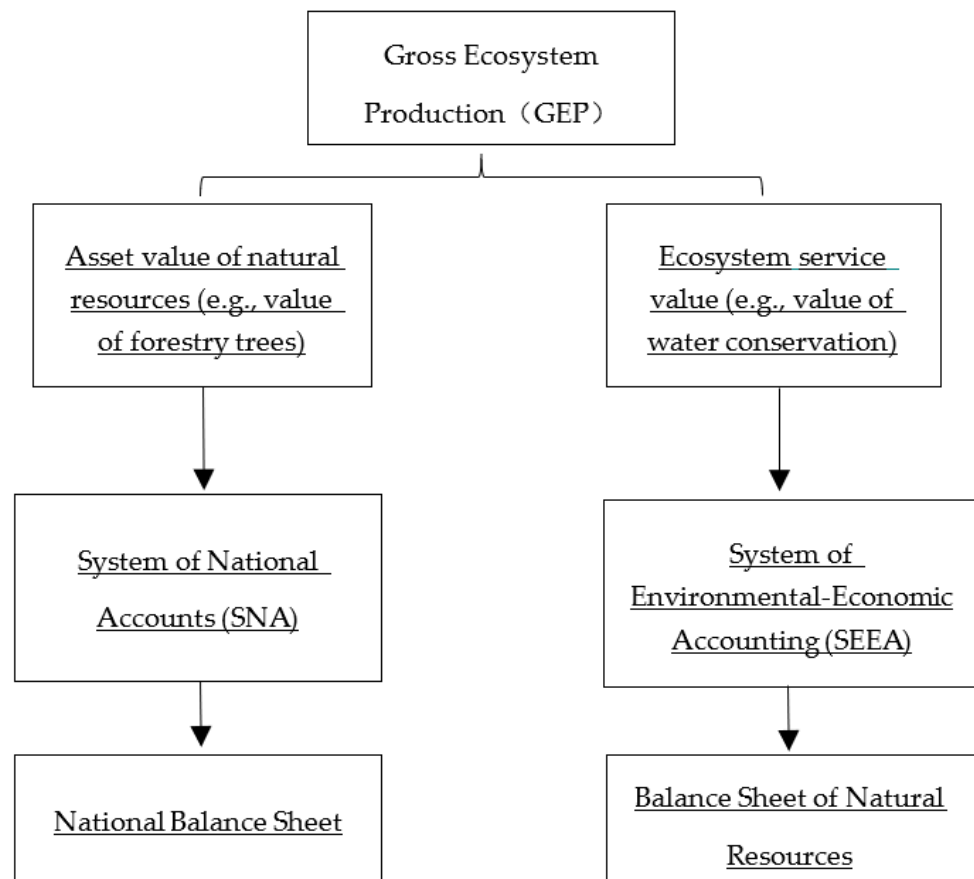 Gross Ecosystem
Production（GEP）
Asset value of natural
resources (e.g., value
of forestry trees)
Ecosystem service
value (e.g., value of
water conservation)
System of National
Accounts (SNA)
System of
Environmental-Economic
Accounting (SEEA)
National Balance Sheet
Balance Sheet of Natural
Resources